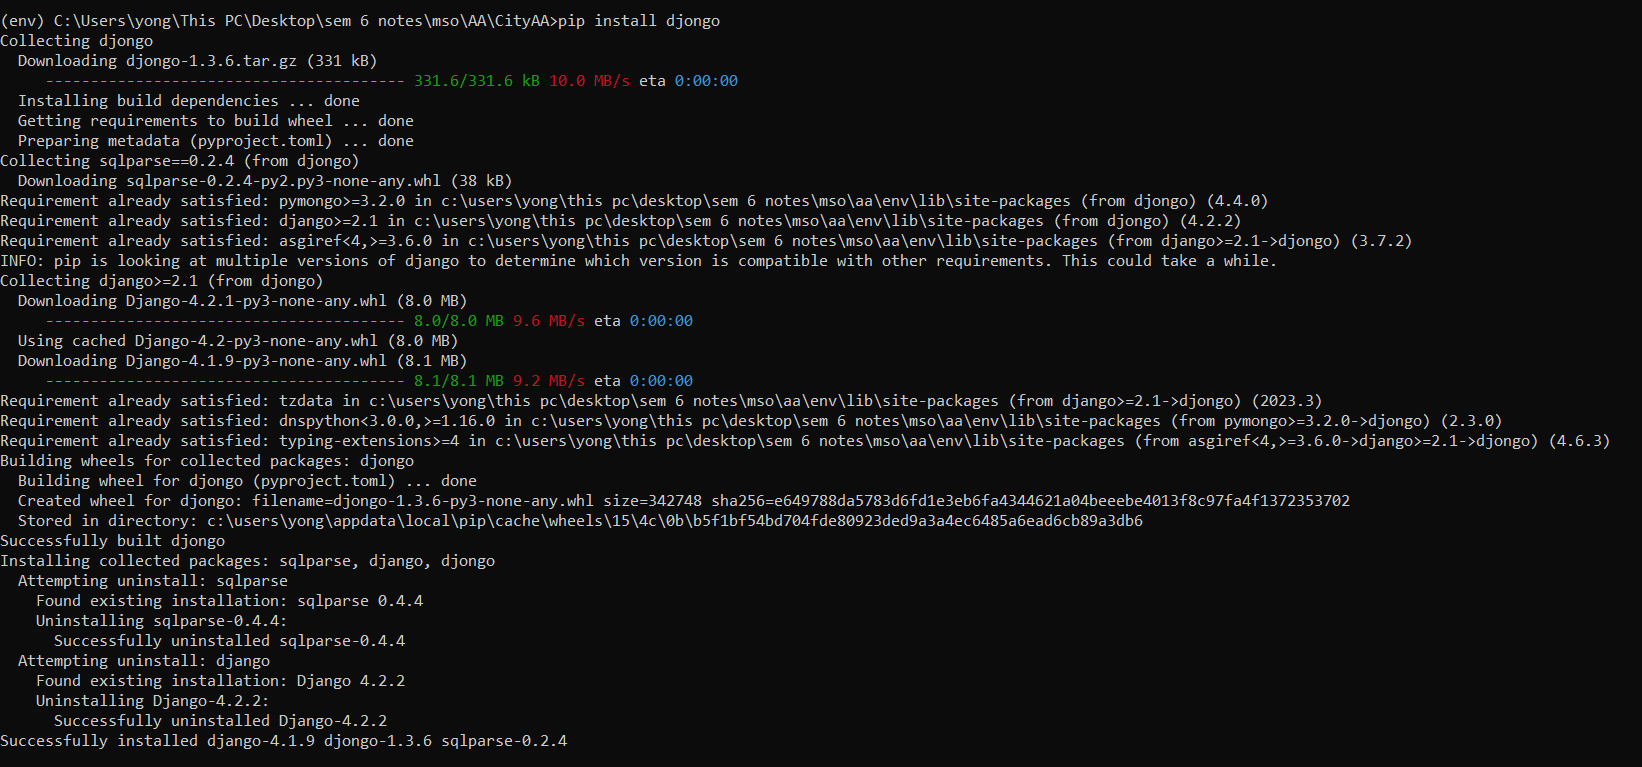 (env) C:\Users\yong\This PC\Desktop\sem 6 notes\mso\AA\CityAA>pip install djongo
Collecting djongo
  Downloading djongo-1.3.6.tar.gz (331 kB)
     ---------------------------------------- 331.6/331.6 kB 10.0 MB/s eta 0:00:00
  Installing build dependencies ... done
  Getting requirements to build wheel ... done
  Preparing metadata (pyproject.toml) ... done
Collecting sqlparse==0.2.4 (from djongo)
  Downloading sqlparse-0.2.4-py2.py3-none-any.whl (38 kB)
Requirement already satisfied: pymongo>=3.2.0 in c:\users\yong\this pc\desktop\sem 6 notes\mso\aa\env\lib\site-packages (from djongo) (4.4.0)
Requirement already satisfied: django>=2.1 in c:\users\yong\this pc\desktop\sem 6 notes\mso\aa\env\lib\site-packages (from djongo) (4.2.2)
Requirement already satisfied: asgiref<4,>=3.6.0 in c:\users\yong\this pc\desktop\sem 6 notes\mso\aa\env\lib\site-packages (from django>=2.1->djongo) (3.7.2)
INFO: pip is looking at multiple versions of django to determine which version is compatible with other requirements. This could take a while.
Collecting django>=2.1 (from djongo)
  Downloading Django-4.2.1-py3-none-any.whl (8.0 MB)
     ---------------------------------------- 8.0/8.0 MB 9.6 MB/s eta 0:00:00
  Using cached Django-4.2-py3-none-any.whl (8.0 MB)
  Downloading Django-4.1.9-py3-none-any.whl (8.1 MB)
     ---------------------------------------- 8.1/8.1 MB 9.2 MB/s eta 0:00:00
Requirement already satisfied: tzdata in c:\users\yong\this pc\desktop\sem 6 notes\mso\aa\env\lib\site-packages (from django>=2.1->djongo) (2023.3)
Requirement already satisfied: dnspython<3.0.0,>=1.16.0 in c:\users\yong\this pc\desktop\sem 6 notes\mso\aa\env\lib\site-packages (from pymongo>=3.2.0->djongo) (2.3.0)
Requirement already satisfied: typing-extensions>=4 in c:\users\yong\this pc\desktop\sem 6 notes\mso\aa\env\lib\site-packages (from asgiref<4,>=3.6.0->django>=2.1->djongo) (4.6.3)
Building wheels for collected packages: djongo
  Building wheel for djongo (pyproject.toml) ... done
  Created wheel for djongo: filename=djongo-1.3.6-py3-none-any.whl size=342748 sha256=e649788da5783d6fd1e3eb6fa4344621a04beeebe4013f8c97fa4f1372353702
  Stored in directory: c:\users\yong\appdata\local\pip\cache\wheels\15\4c\0b\b5f1bf54bd704fde80923ded9a3a4ec6485a6ead6cb89a3db6
Successfully built djongo
Installing collected packages: sqlparse, django, djongo
  Attempting uninstall: sqlparse
    Found existing installation: sqlparse 0.4.4
    Uninstalling sqlparse-0.4.4:
      Successfully uninstalled sqlparse-0.4.4
  Attempting uninstall: django
    Found existing installation: Django 4.2.2
    Uninstalling Django-4.2.2:
      Successfully uninstalled Django-4.2.2
Successfully installed django-4.1.9 djongo-1.3.6 sqlparse-0.2.4